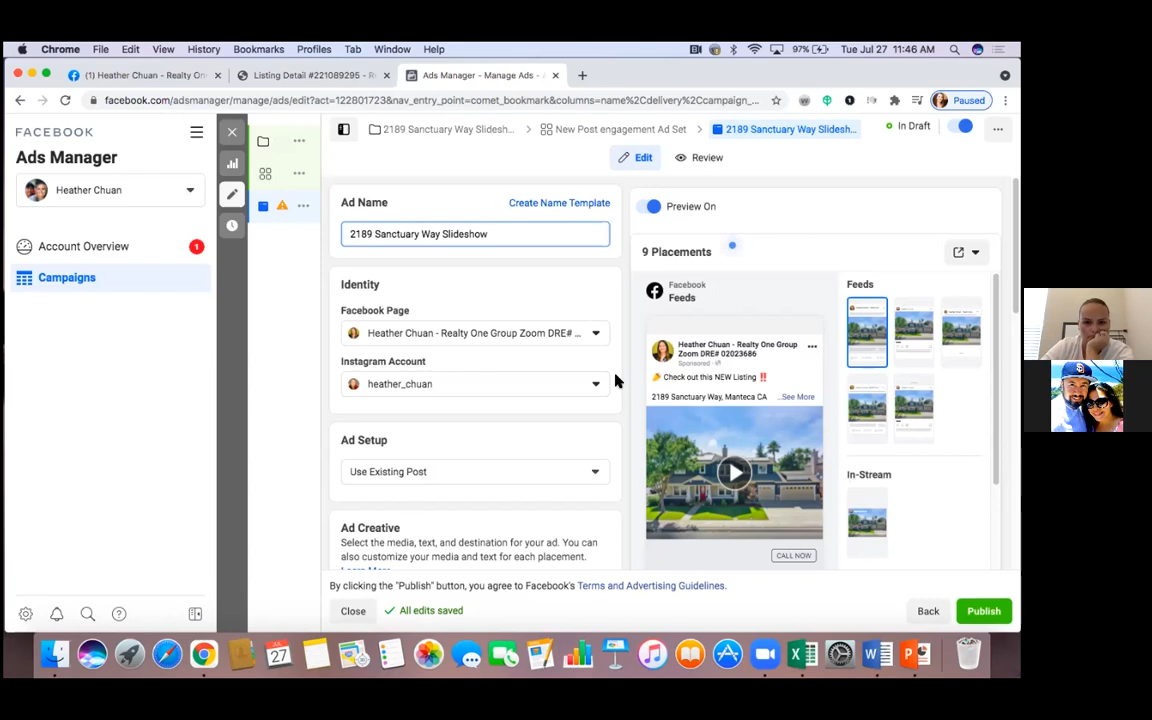 Chrome File Edit View History Bookmarks Profiles Tab Window Help 97% Tue Jul 27 11:46 AM
(1) Heather Chuan - Realty On
Listing Detail #221089295 - R
Ads Manager - Manage Ads -
facebook.com/adsmanager/manage/ads/edit?act=122801723&nav_entry_point=comet_bookmark&columns=name%2Cdelivery%2Ccampaign_...
Paused
FACEBOOK
Ads Manager
Heather Chuan
Account Overview 1
Campaigns
2189 Sanctuary Way Slidesh...
New Post engagement Ad Set
2189 Sanctuary Way Slidesh...
In Draft
Edit
Review
Ad Name
Create Name Template
2189 Sanctuary Way Slideshow
Identity
Facebook Page
Heather Chuan - Realty One Group Zoom DRE# ...
Instagram Account
heather_chuan
Ad Setup
Use Existing Post
Ad Creative
Select the media, text, and destination for your ad. You can
also customize your media and text for each placement.
Preview On
9 Placements
Facebook
Feeds
Heather Chuan - Realty One Group
Zoom DRE# 02023686
Sponsored
🎉 Check out this NEW Listing ‼️
2189 Sanctuary Way, Manteca CA ...See More
CALL NOW
Feeds
In-Stream
By clicking the "Publish" button, you agree to Facebook's Terms and Advertising Guidelines.
Close
All edits saved
Back
Publish
JUL
27